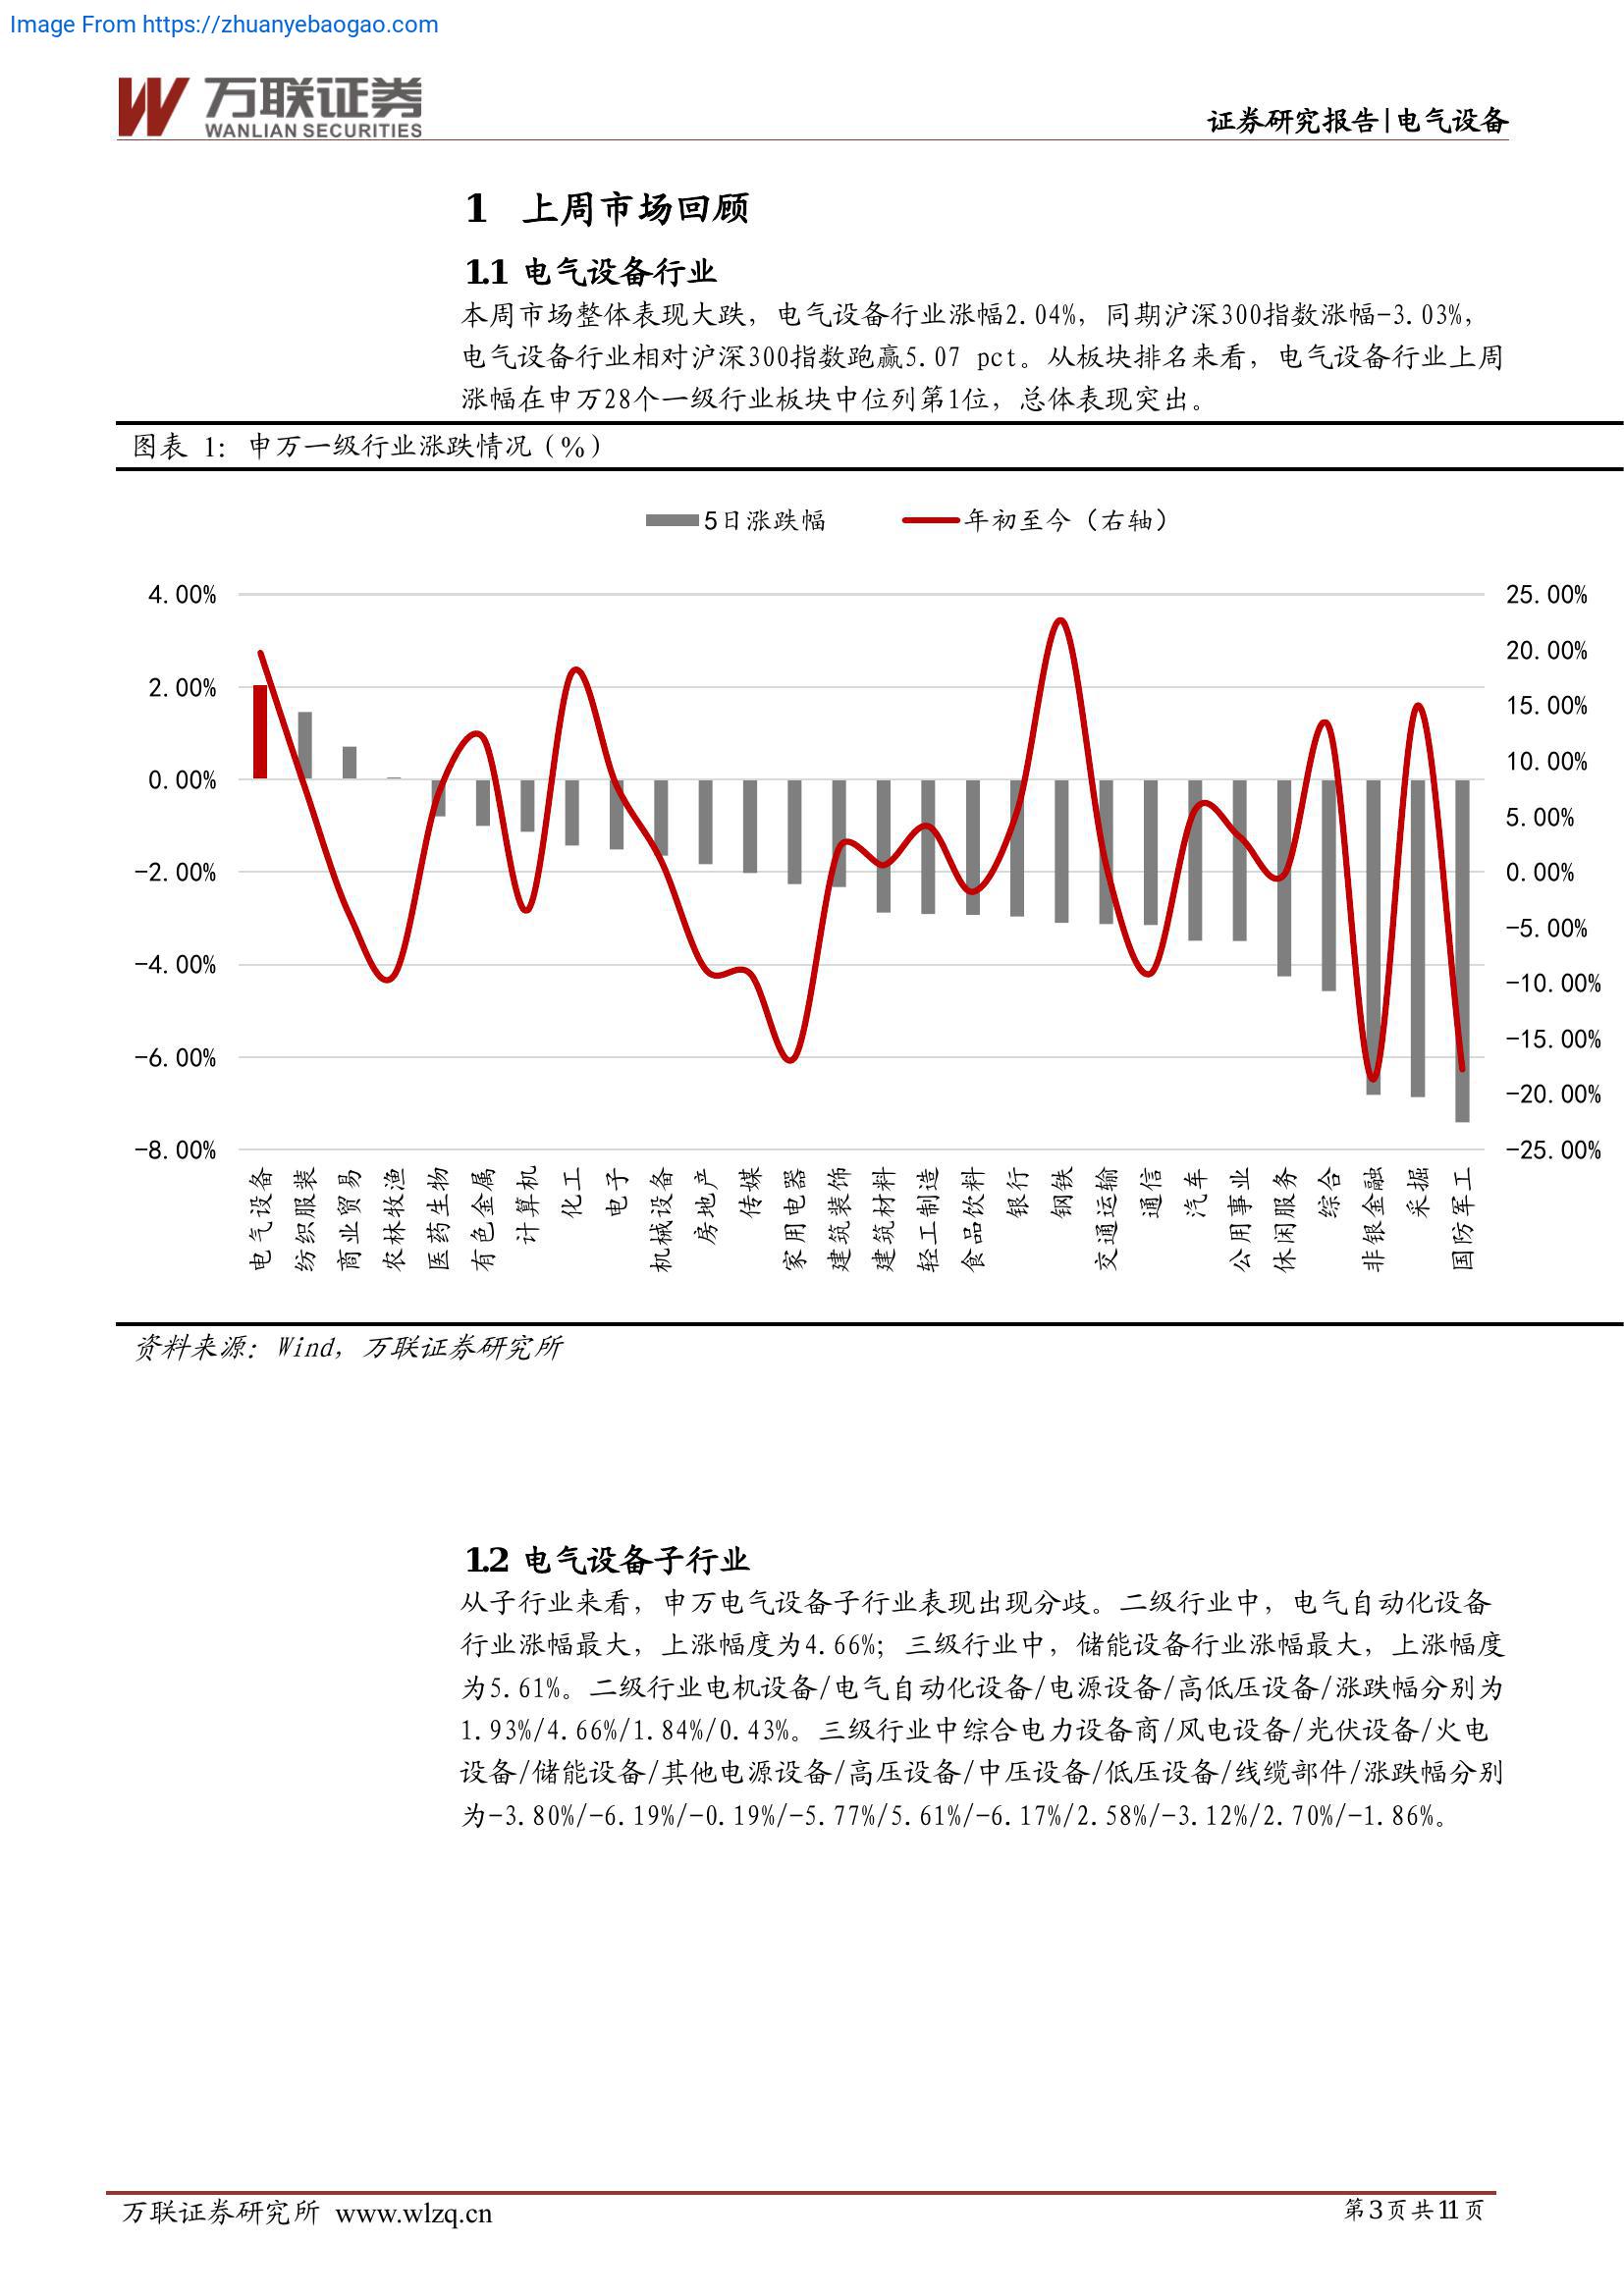 Image From https://zhuanyebaogao.com
万联证券
WANLIAN SECURITIES
证券研究报告|电气设备
1 上周市场回顾
1.1 电气设备行业
本周市场整体表现大跌，电气设备行业涨幅2.04%，同期沪深300指数涨幅-3.03%，
电气设备行业相对沪深300指数跑赢5.07 pct。从板块排名来看，电气设备行业上周
涨幅在申万28个一级行业板块中位列第1位，总体表现突出。
图表 1：申万一级行业涨跌情况（%）
5日涨跌幅
年初至今（右轴）
4.00%
2.00%
0.00%
-2.00%
-4.00%
-6.00%
-8.00%
25.00%
20.00%
15.00%
10.00%
5.00%
0.00%
-5.00%
-10.00%
-15.00%
-20.00%
-25.00%
电气设备
纺织服装
商业贸易
农林牧渔
医药生物
有色金属
计算机
化工
电子
机械设备
房地产
传媒
家用电器
建筑装饰
建筑材料
轻工制造
食品饮料
银行
钢铁
交通运输
通信
汽车
公用事业
休闲服务
综合
非银金融
采掘
国防军工
资料来源：Wind，万联证券研究所
1.2 电气设备子行业
从子行业来看，申万电气设备子行业表现出现分歧。二级行业中，电气自动化设备
行业涨幅最大，上涨幅度为4.66%；三级行业中，储能设备行业涨幅最大，上涨幅度
为5.61%。二级行业电机设备/电气自动化设备/电源设备/高低压设备/涨跌幅分别为
1.93%/4.66%/1.84%/0.43%。三级行业中综合电力设备商/风电设备/光伏设备/火电
设备/储能设备/其他电源设备/高压设备/中压设备/低压设备/线缆部件/涨跌幅分别
为-3.80%/-6.19%/-0.19%/-5.77%/5.61%/-6.17%/2.58%/-3.12%/2.70%/-1.86%。
万联证券研究所 www.wlzq.cn
第3页共11页